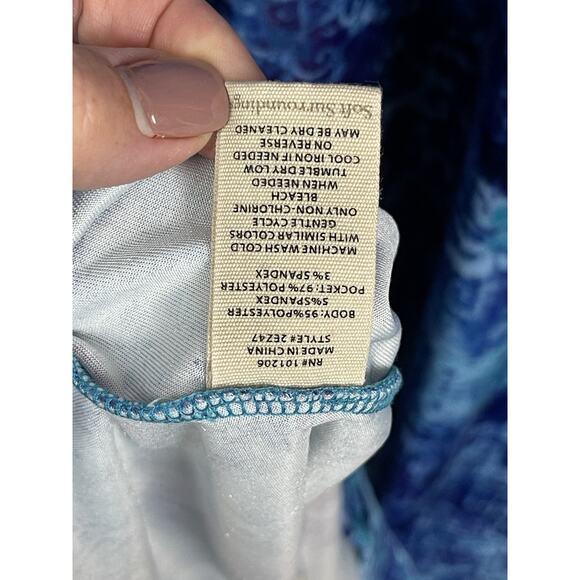 RN# 101206
MADE IN CHINA
STYLE# 2EZ47
BODY: 95%POLYESTER
5%SPANDEX
POCKET: 97% POLYESTER
3% SPANDEX
MACHINE WASH COLD
WITH SIMILAR COLORS
GENTLE CYCLE
ONLY NON-CHLORINE
BLEACH
WHEN NEEDED
TUMBLE DRY LOW
COOL IRON IF NEEDED
ON REVERSE
MAY BE DRY CLEANED
Soft Surroundings